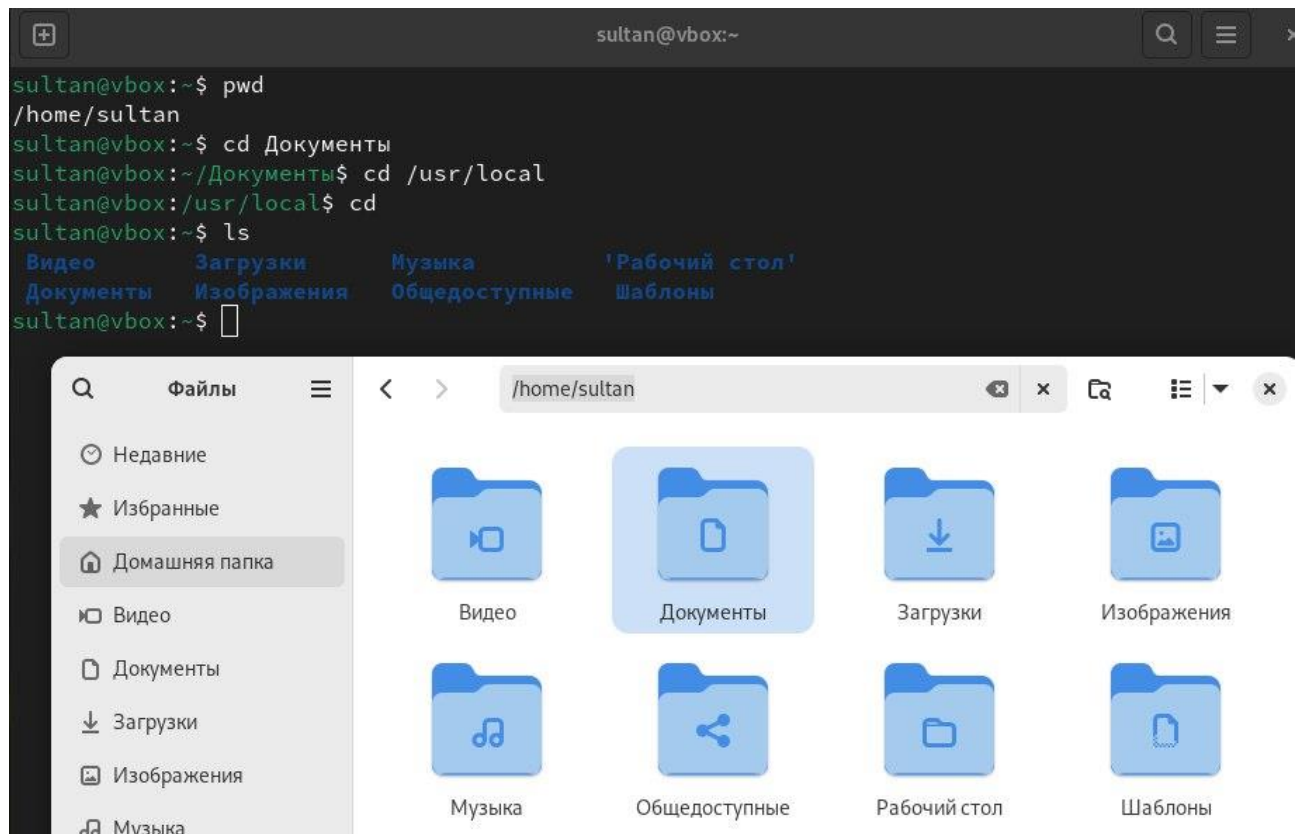 sultan@vbox:~
sultan@vbox:~$ pwd
/home/sultan
sultan@vbox:~$ cd Документы
sultan@vbox:~/Документы$ cd /usr/local
sultan@vbox:/usr/local$ cd
sultan@vbox:~$ ls
Видео Загрузки Музыка 'Рабочий стол'
Документы Изображения Общедоступные Шаблоны
sultan@vbox:~$
Файлы
/home/sultan
Недавние
Избранные
Домашняя папка
Видео
Документы
Загрузки
Изображения
Музыка
Видео Документы Загрузки Изображения
Музыка Общедоступные Рабочий стол Шаблоны